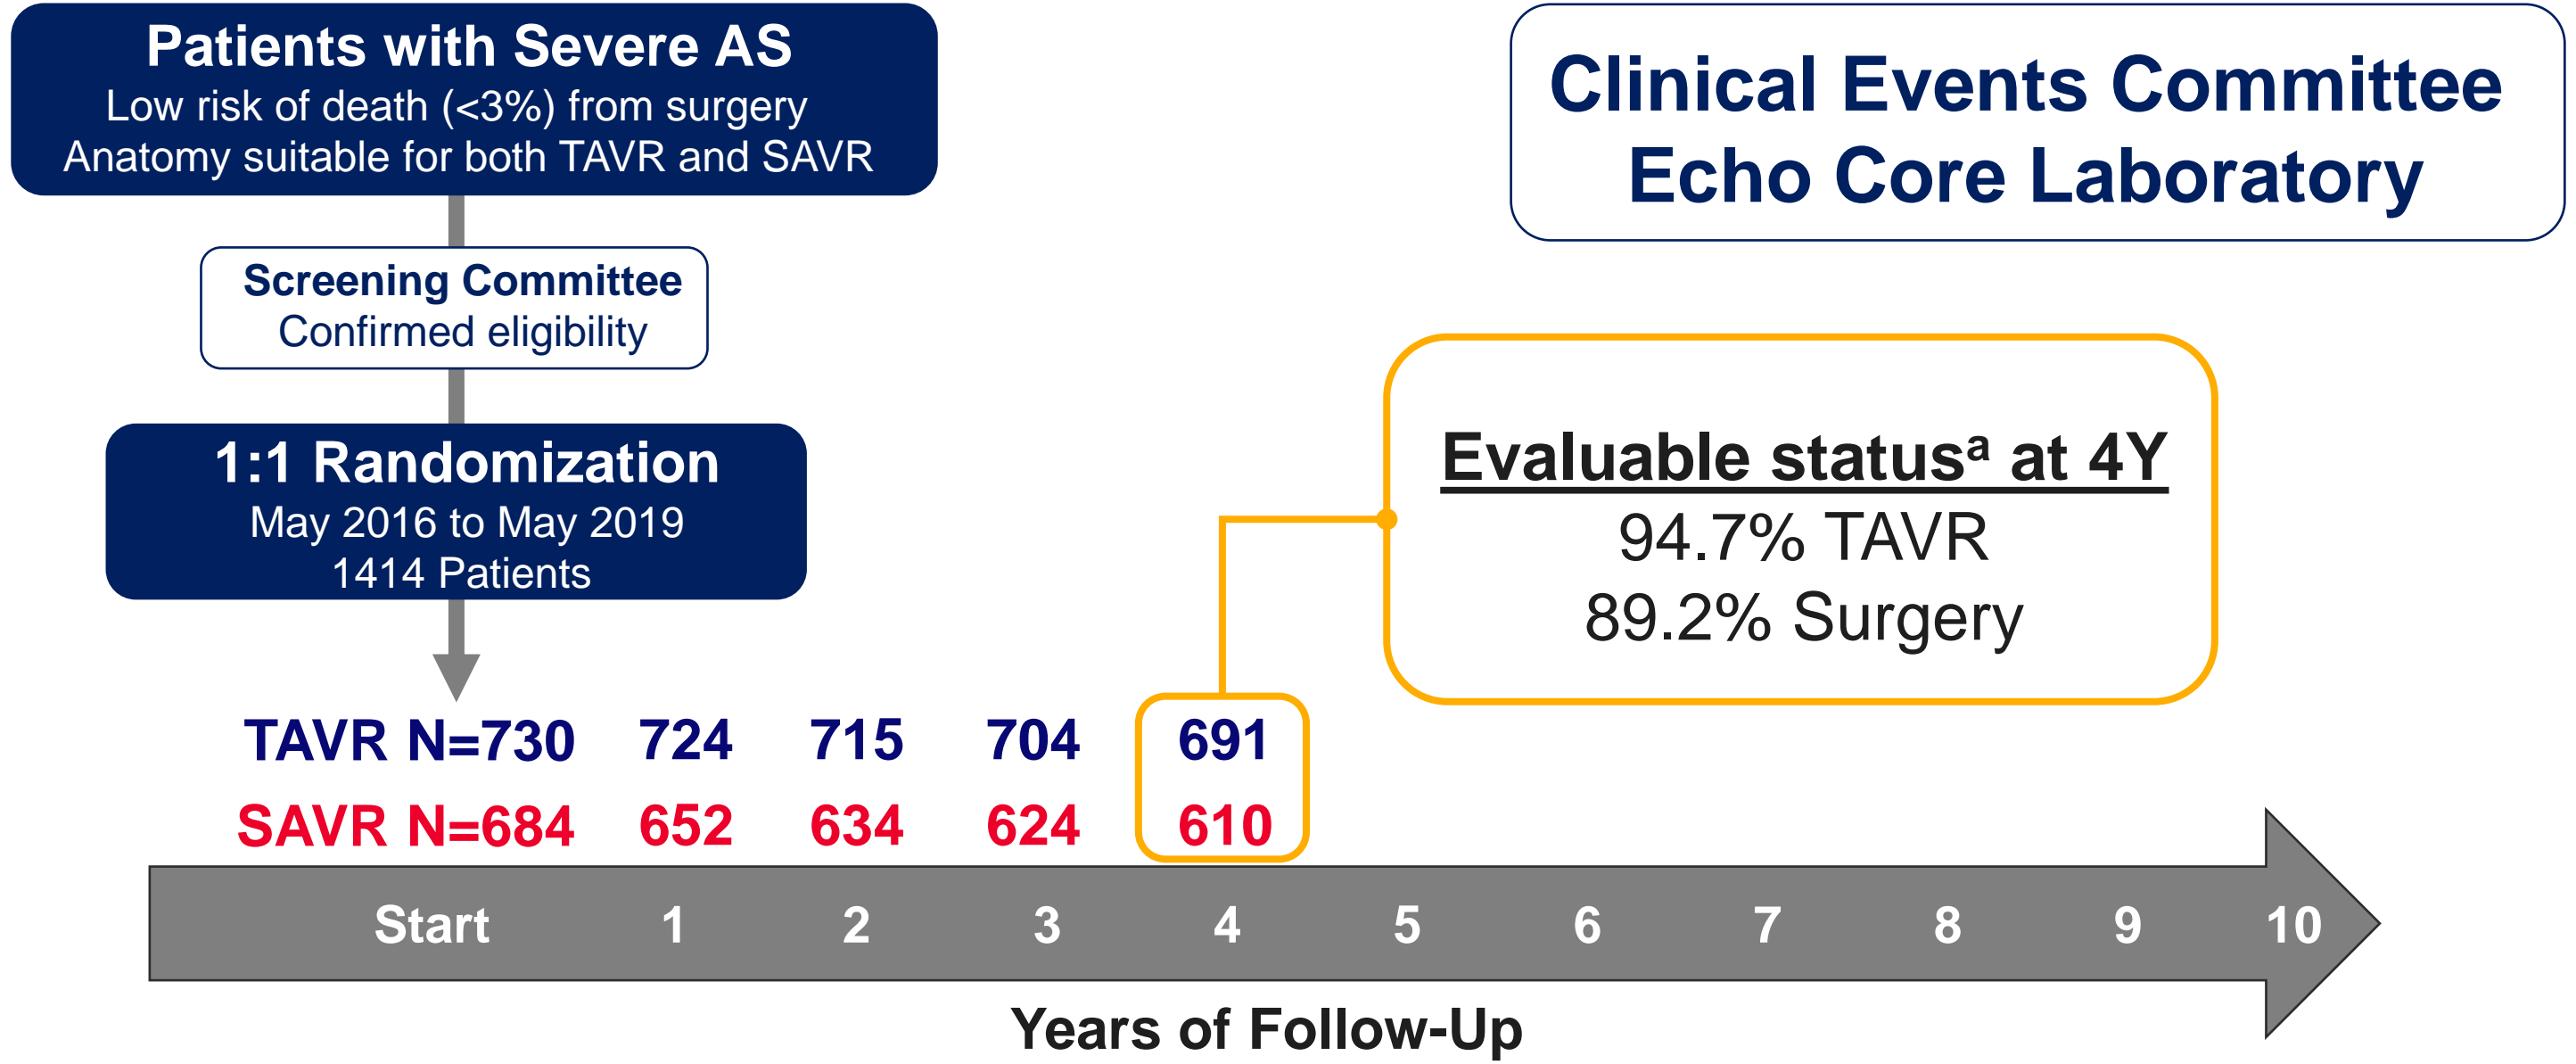 Patients with Severe AS
Low risk of death (<3%) from surgery
Anatomy suitable for both TAVR and SAVR
Clinical Events Committee
Echo Core Laboratory
Screening Committee
Confirmed eligibility
1:1 Randomization
May 2016 to May 2019
1414 Patients
Evaluable statusᵃ at 4Y
94.7% TAVR
89.2% Surgery
TAVR N=730 724 715 704 691
SAVR N=684 652 634 624 610
Start 1 2 3 4 5 6 7 8 9 10
Years of Follow-Up